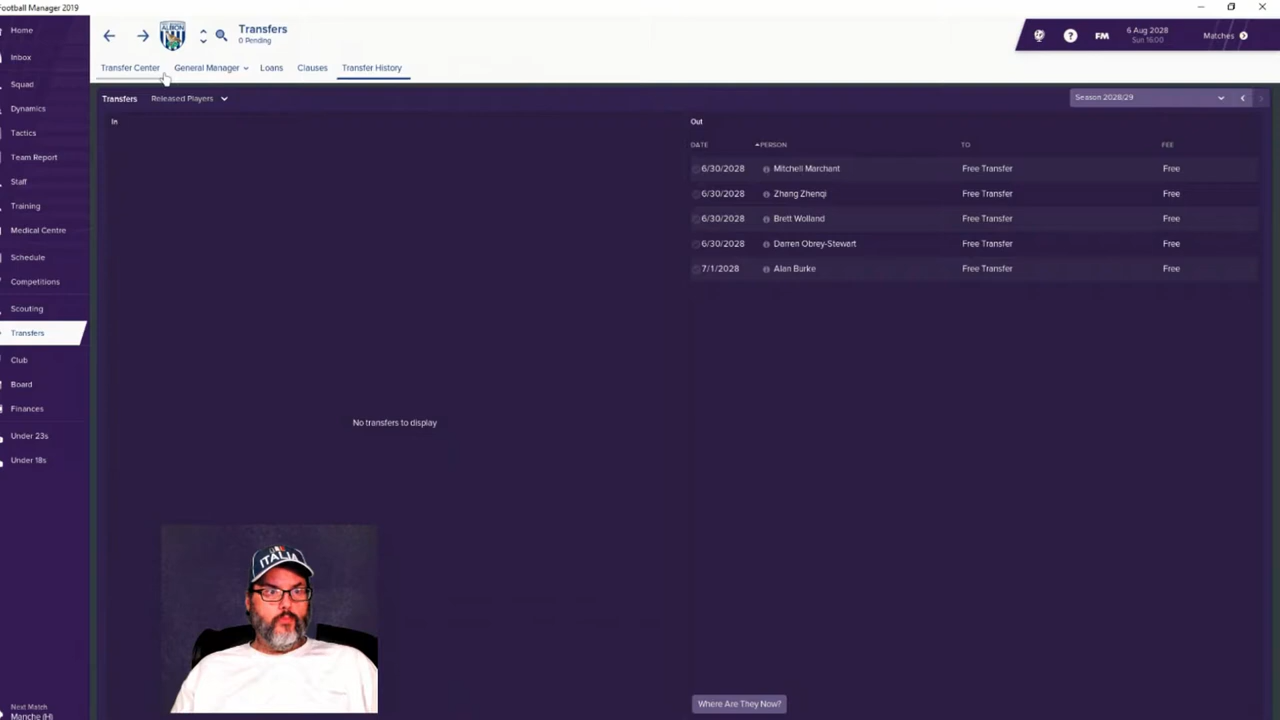 Football Manager 2019
Home
Inbox
Squad
Dynamics
Tactics
Team Report
Staff
Training
Medical Centre
Schedule
Competitions
Scouting
Transfers
Club
Board
Finances
Under 23s
Under 18s
Next Match
Manche (H)
ALBION
Transfers
0 Pending
FM
6 Aug 2028
Sun 16:00
Matches
Transfer Center
General Manager
Loans
Clauses
Transfer History
Transfers Released Players
Season 2028/29
In
No transfers to display
Out
DATE PERSON TO FEE
6/30/2028 Mitchell Marchant Free Transfer Free
6/30/2028 Zhang Zhenqi Free Transfer Free
6/30/2028 Brett Wolland Free Transfer Free
6/30/2028 Darren Obrey-Stewart Free Transfer Free
7/1/2028 Alan Burke Free Transfer Free
ITALIA
Where Are They Now?